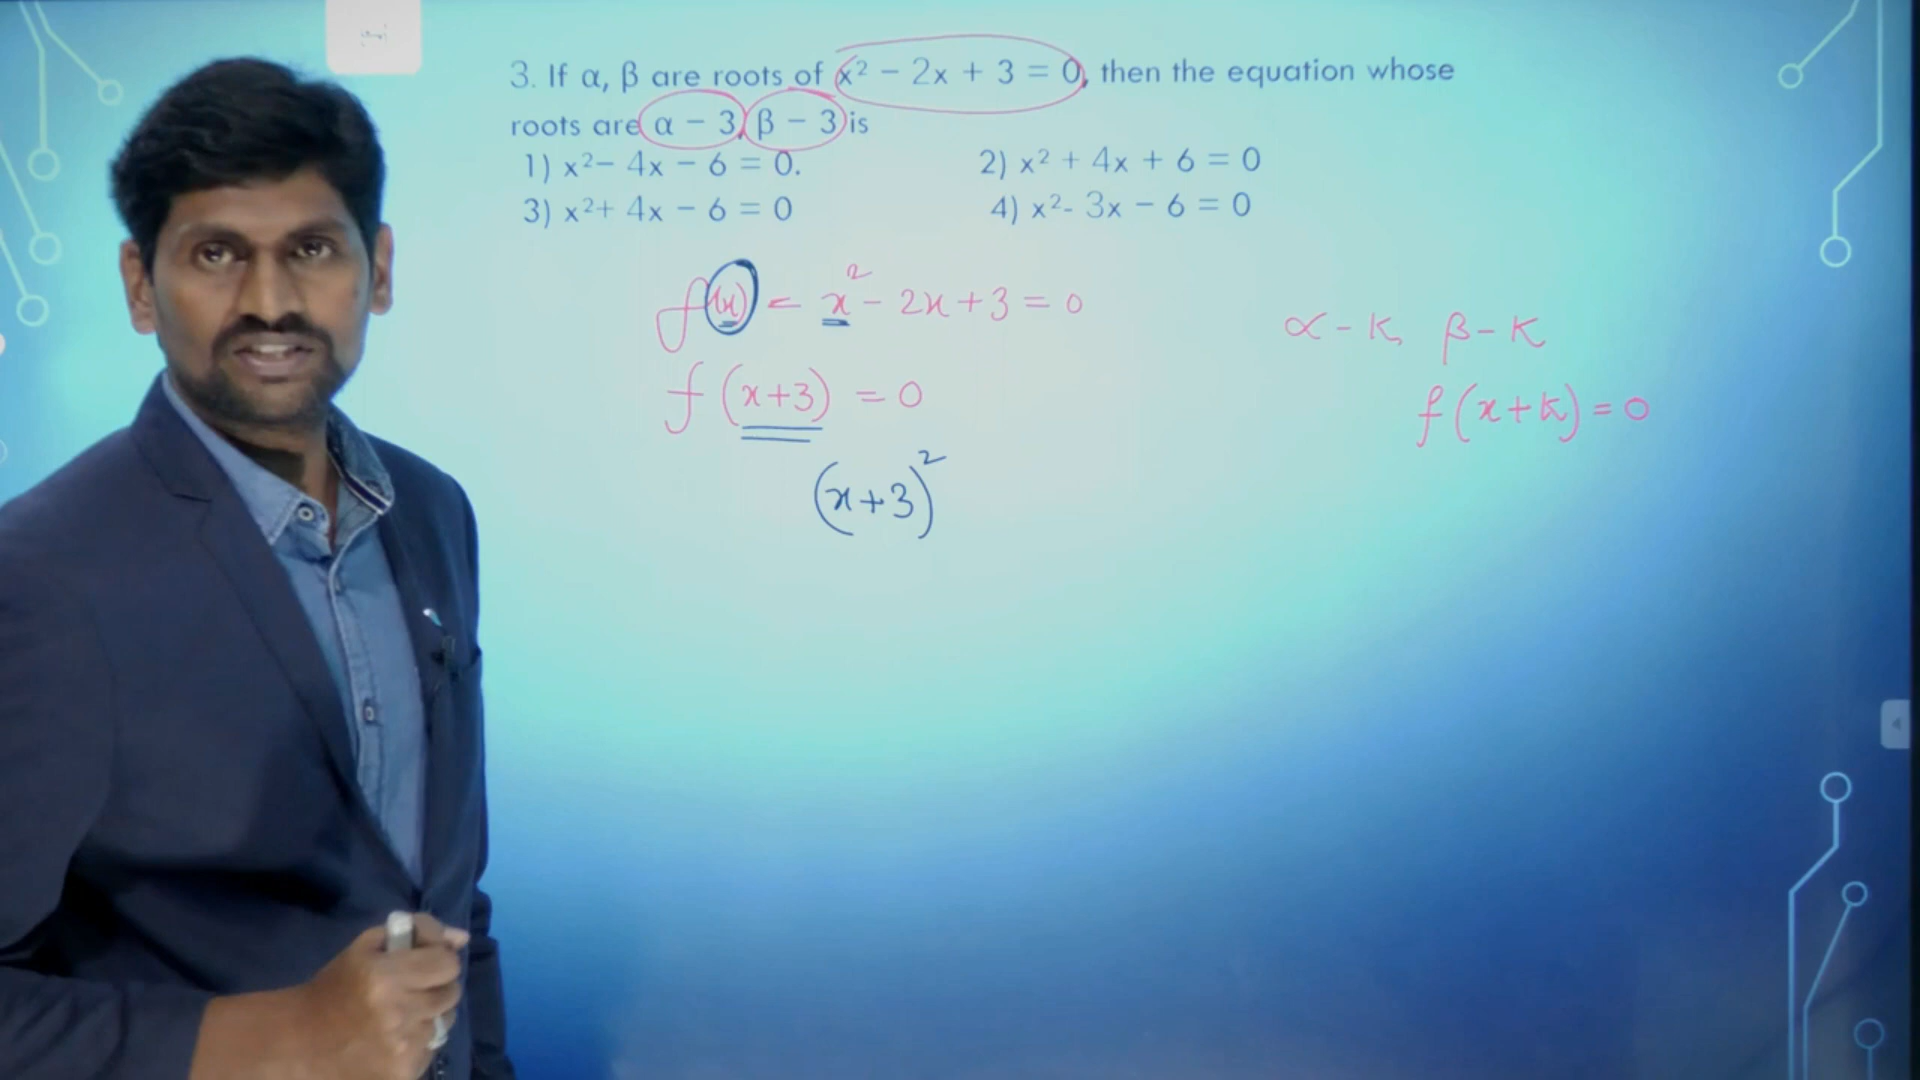 3. If α, β are roots of x² − 2x + 3 = 0, then the equation whose
roots are α − 3, β − 3 is
1) x²− 4x − 6 = 0.
2) x² + 4x + 6 = 0
3) x²+ 4x − 6 = 0
4) x²- 3x − 6 = 0
f(x) = x² - 2x + 3 = 0
α - K, β - K
f (x+3) = 0
f (x+K) = 0
(x+3)²